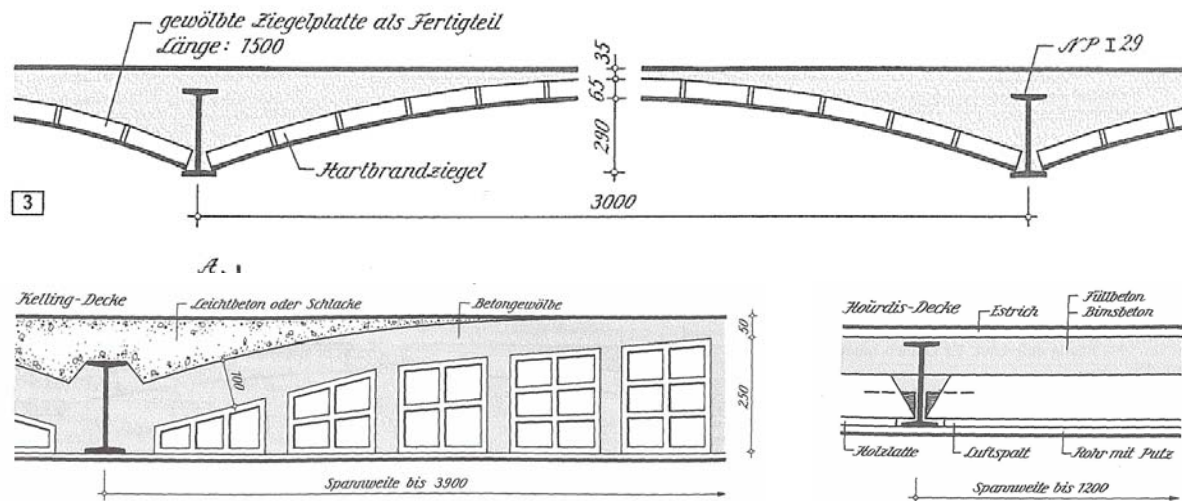 gewölbte Ziegelplatte als Fertigteil
Länge: 1500
NP I 29
35
65
290
Hartbrandziegel
3
3000
A.
Kelling-Decke
Leichtbeton oder Schlacke
Betongewölbe
50
100
250
Spannweite bis 3900
Hoŭrdis-Decke
Estrich
Füllbeton
Bimsbeton
Holzlatte
Luftspalt
Rohr mit Putz
Spannweite bis 1200